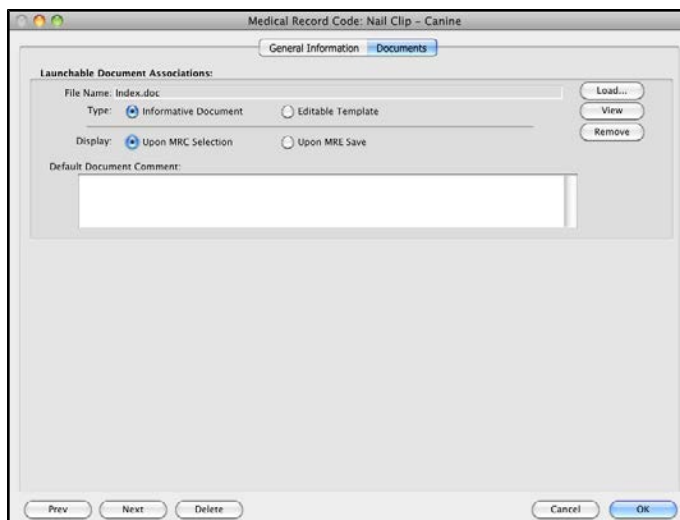 Medical Record Code: Nail Clip – Canine
General Information Documents
Launchable Document Associations:
File Name: Index.doc Load...
Type: Informative Document Editable Template View
Remove
Display: Upon MRC Selection Upon MRE Save
Default Document Comment:
Prev Next Delete Cancel OK